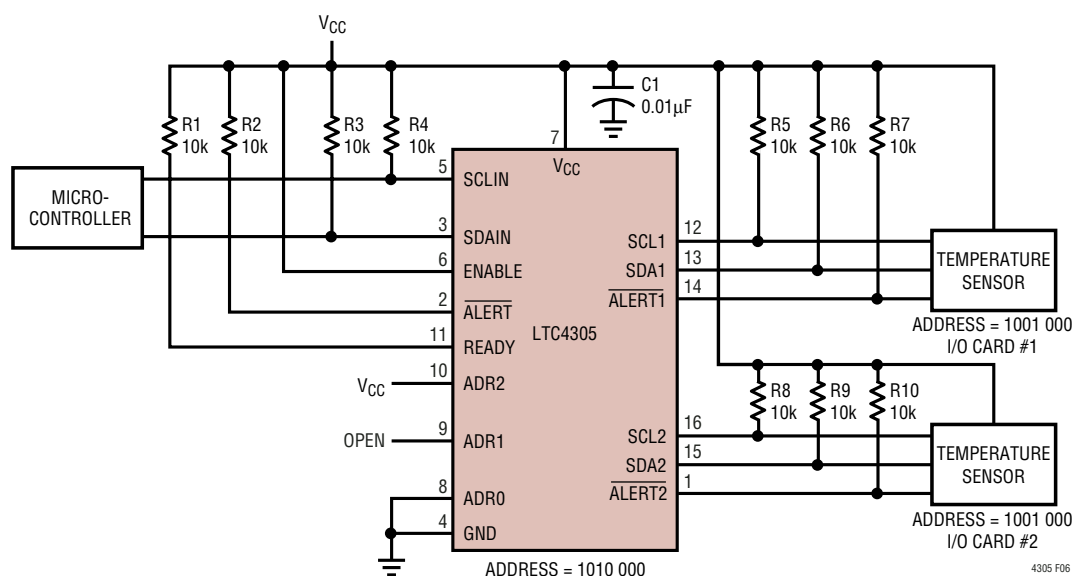 VCC
R1
10k
R2
10k
R3
10k
R4
10k
C1
0.01µF
R5
10k
R6
10k
R7
10k
MICRO-
CONTROLLER
5
SCLIN
3
SDAIN
6
ENABLE
2
ALERT
11
READY
VCC
10
ADR2
OPEN
9
ADR1
8
ADR0
4
GND
7
VCC
LTC4305
SCL1
12
SDA1
13
ALERT1
14
SCL2
16
SDA2
15
ALERT2
1
ADDRESS = 1010 000
TEMPERATURE
SENSOR
ADDRESS = 1001 000
I/O CARD #1
R8
10k
R9
10k
R10
10k
TEMPERATURE
SENSOR
ADDRESS = 1001 000
I/O CARD #2
4305 F06